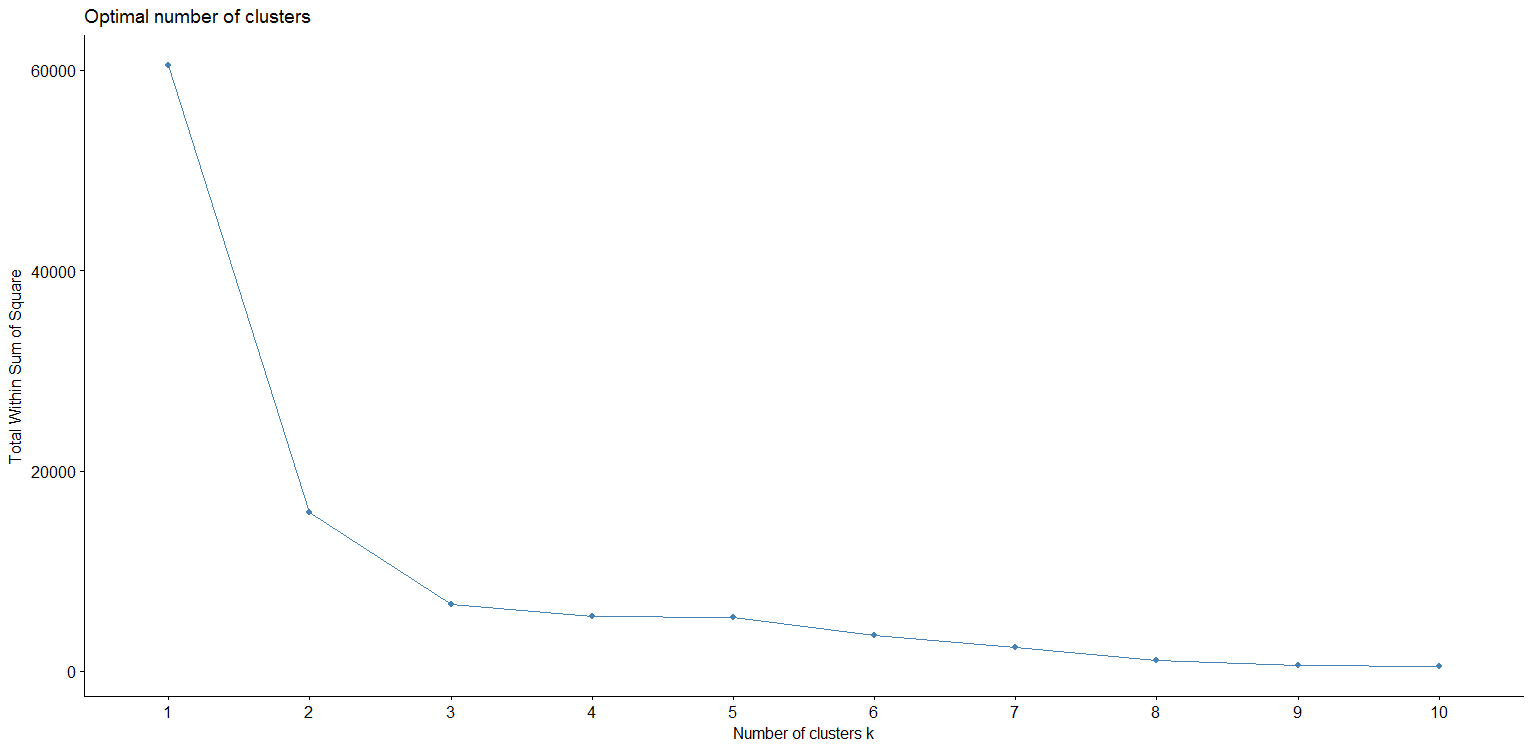 Optimal number of clusters
60000
40000
20000
0
Total Within Sum of Square
1 2 3 4 5 6 7 8 9 10
Number of clusters k